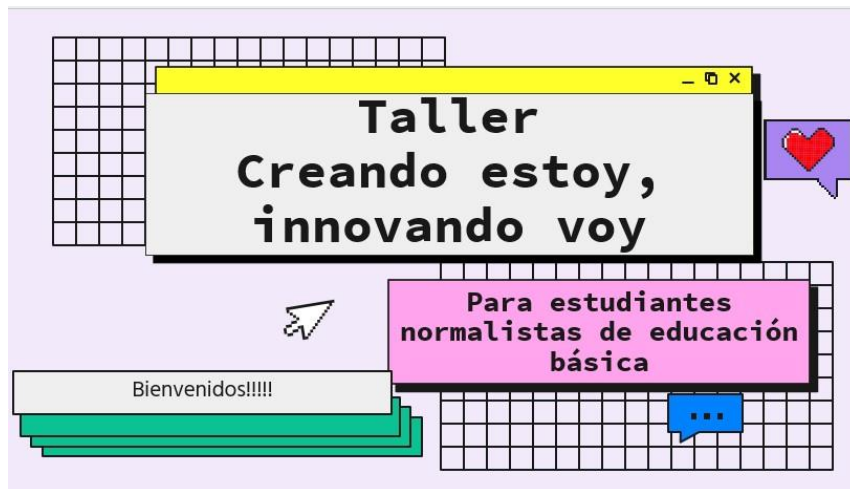 Taller
Creando estoy,
innovando voy
Para estudiantes
normalistas de educación
básica
Bienvenidos!!!!!